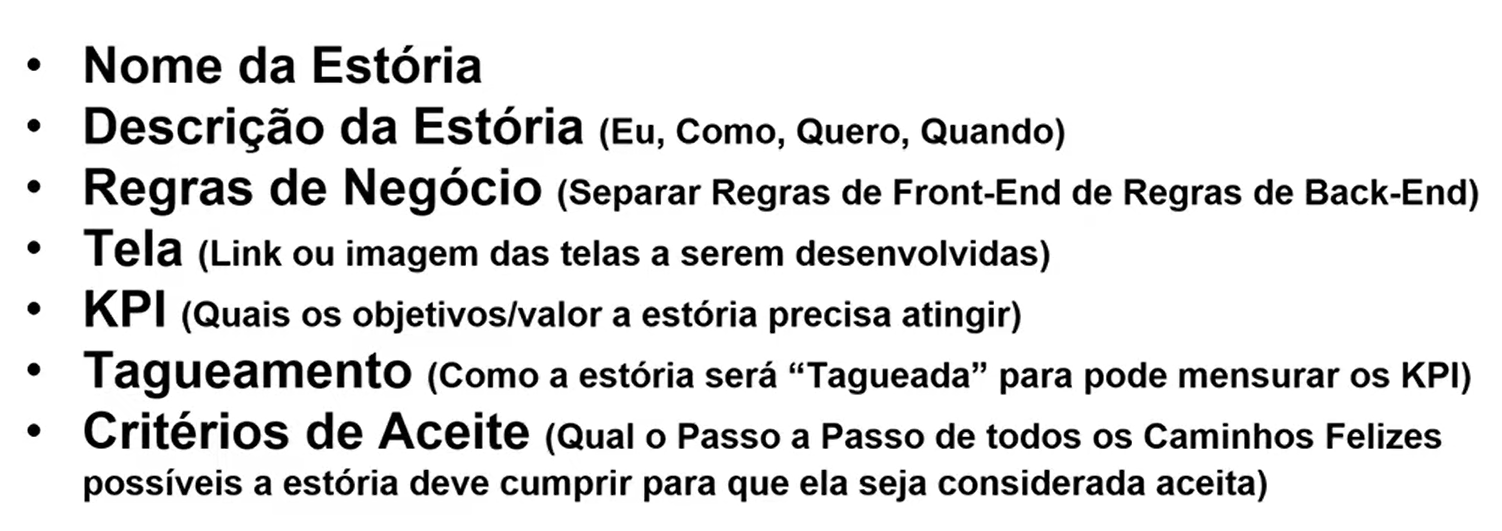 • Nome da Estória
• Descrição da Estória (Eu, Como, Quero, Quando)
• Regras de Negócio (Separar Regras de Front-End de Regras de Back-End)
• Tela (Link ou imagem das telas a serem desenvolvidas)
• KPI (Quais os objetivos/valor a estória precisa atingir)
• Tagueamento (Como a estória será “Tagueada” para pode mensurar os KPI)
• Critérios de Aceite (Qual o Passo a Passo de todos os Caminhos Felizes
possíveis a estória deve cumprir para que ela seja considerada aceita)